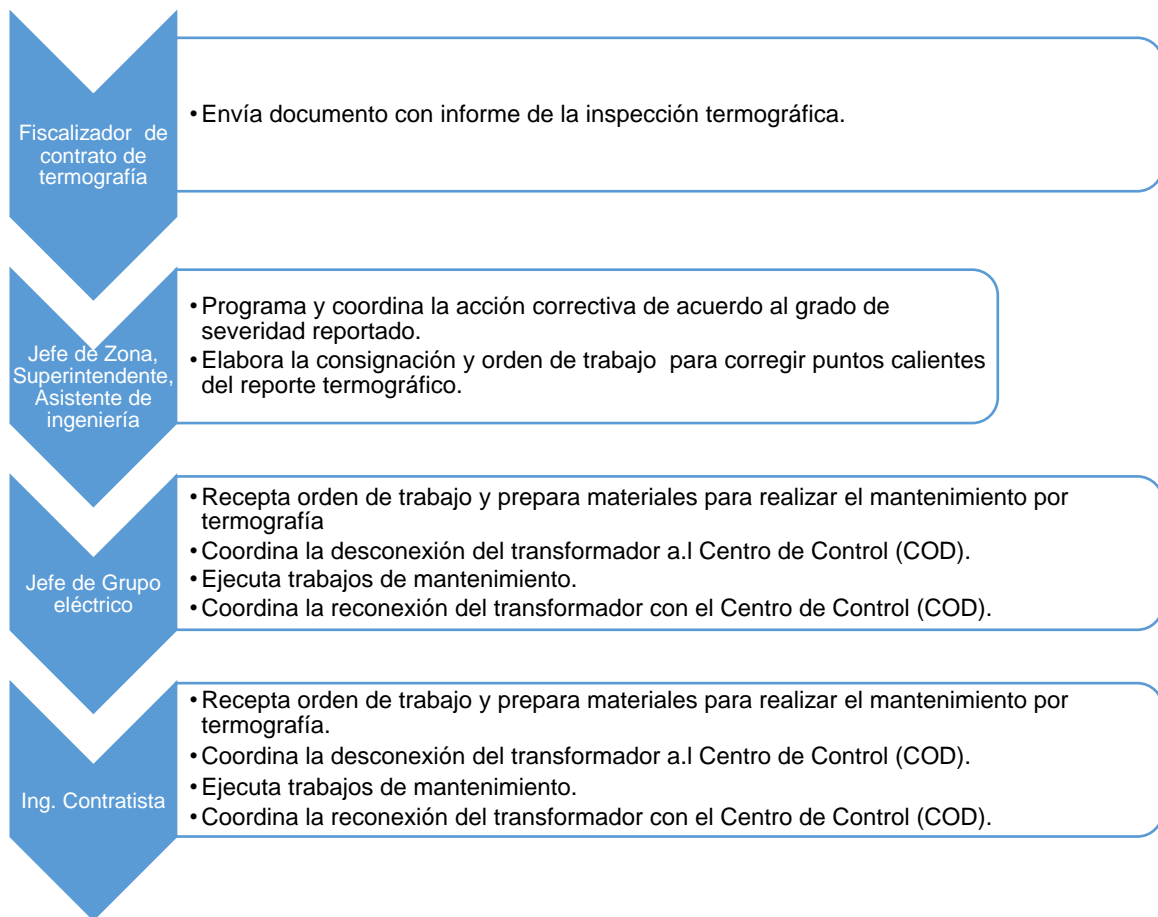 Fiscalizador de
contrato de
termografía
• Envía documento con informe de la inspección termográfica.
Jefe de Zona,
Superintendente,
Asistente de
ingeniería
• Programa y coordina la acción correctiva de acuerdo al grado de
severidad reportado.
• Elabora la consignación y orden de trabajo para corregir puntos calientes
del reporte termográfico.
Jefe de Grupo
eléctrico
• Recepta orden de trabajo y prepara materiales para realizar el mantenimiento por
termografía
• Coordina la desconexión del transformador a.l Centro de Control (COD).
• Ejecuta trabajos de mantenimiento.
• Coordina la reconexión del transformador con el Centro de Control (COD).
Ing. Contratista
• Recepta orden de trabajo y prepara materiales para realizar el mantenimiento por
termografía.
• Coordina la desconexión del transformador a.l Centro de Control (COD).
• Ejecuta trabajos de mantenimiento.
• Coordina la reconexión del transformador con el Centro de Control (COD).